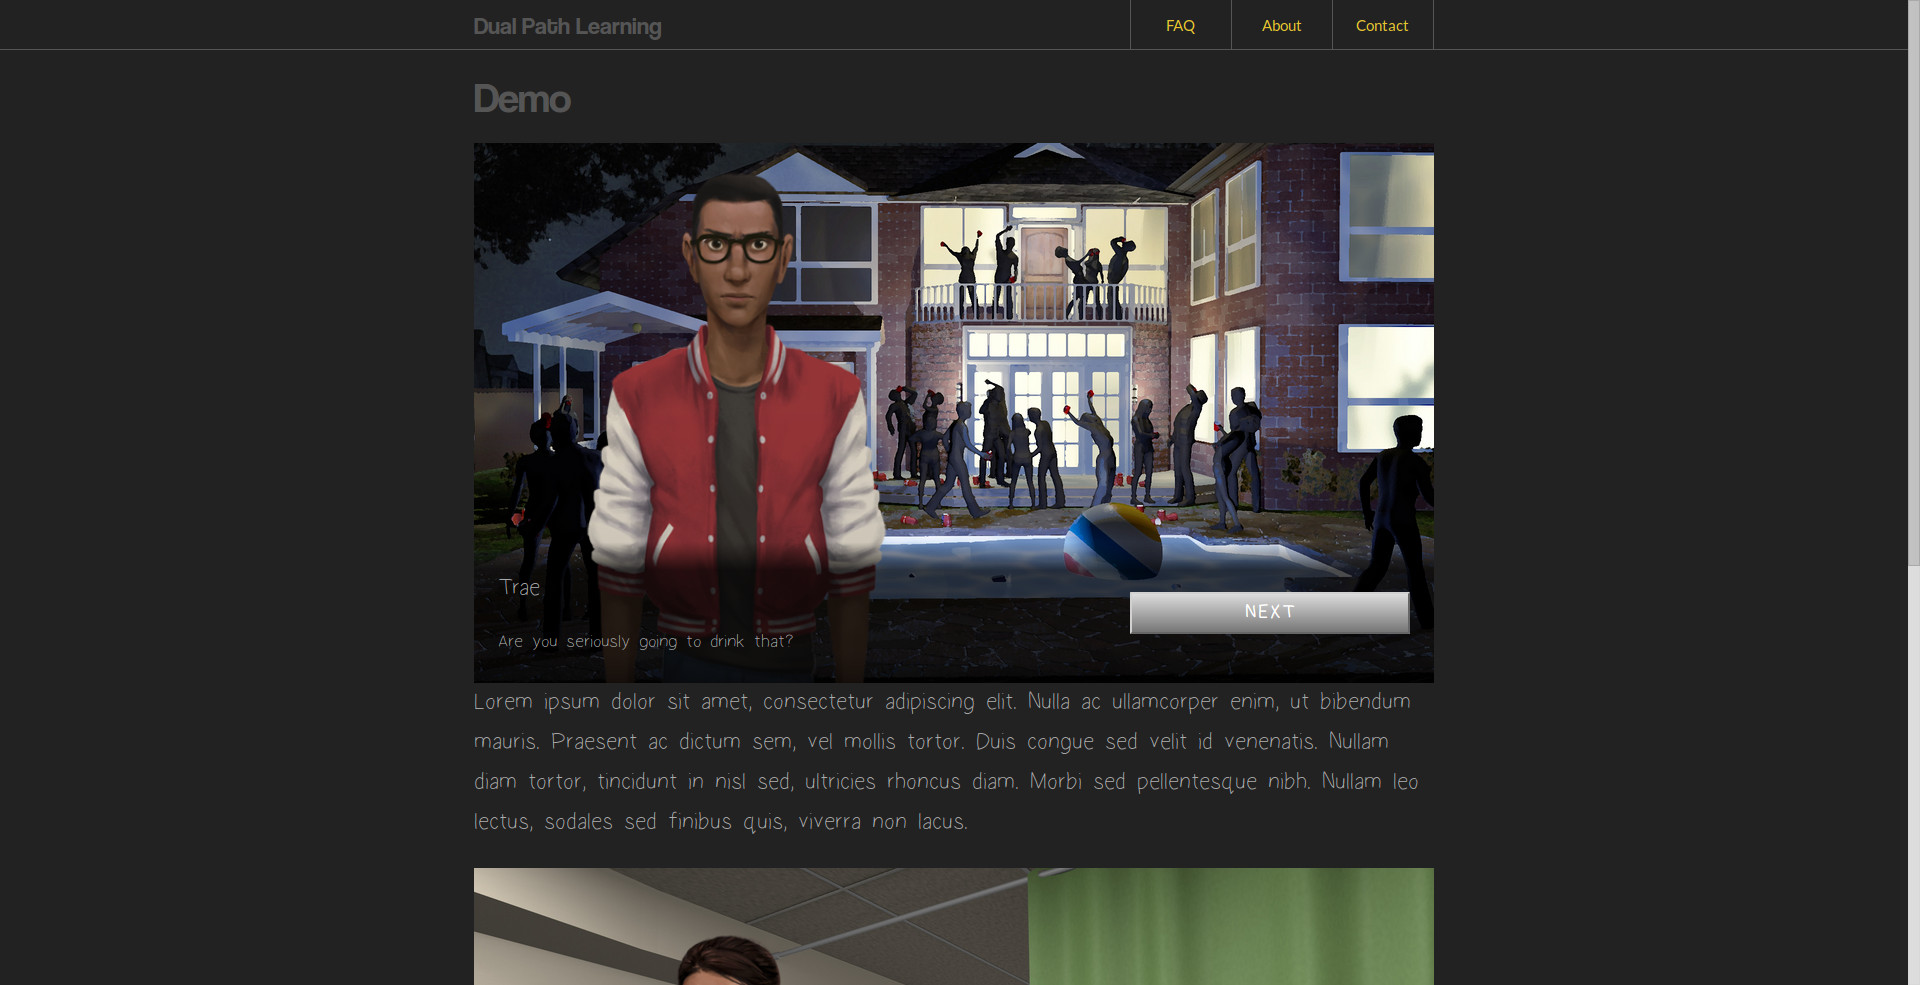 Dual Path Learning
FAQ
About
Contact
Demo
Trae
Are you seriously going to drink that?
NEXT
Lorem ipsum dolor sit amet, consectetur adipiscing elit. Nulla ac ullamcorper enim, ut bibendum
mauris. Praesent ac dictum sem, vel mollis tortor. Duis congue sed velit id venenatis. Nullam
diam tortor, tincidunt in nisl sed, ultricies rhoncus diam. Morbi sed pellentesque nibh. Nullam leo
lectus, sodales sed finibus quis, viverra non lacus.